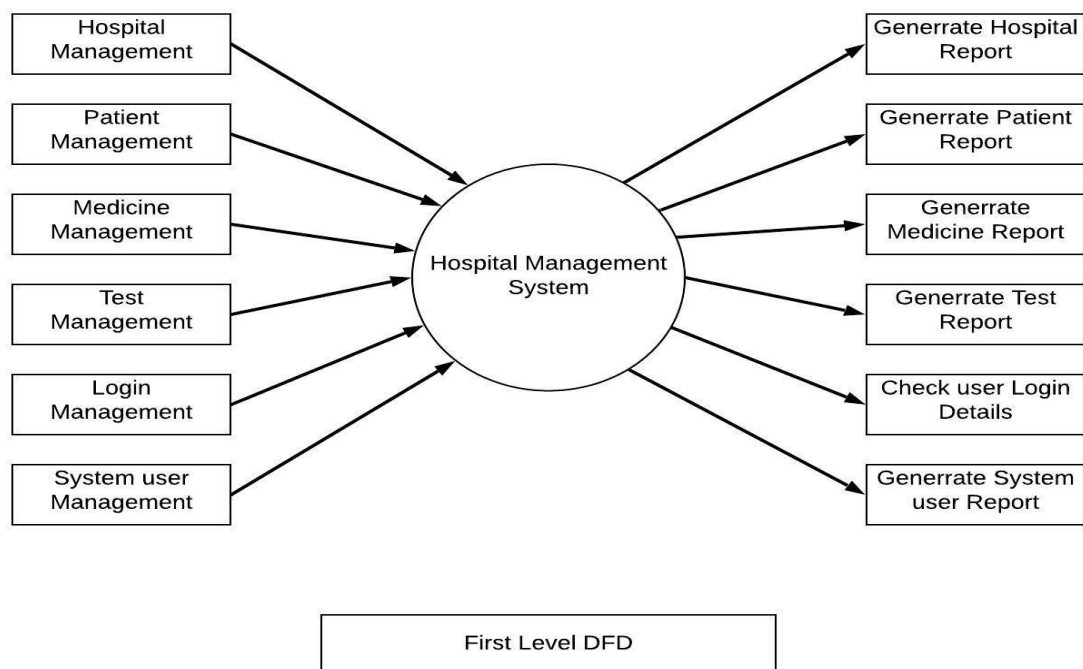 Hospital
Management
Patient
Management
Medicine
Management
Test
Management
Login
Management
System user
Management
Hospital Management
System
Generrate Hospital
Report
Generrate Patient
Report
Generrate
Medicine Report
Generrate Test
Report
Check user Login
Details
Generrate System
user Report
First Level DFD